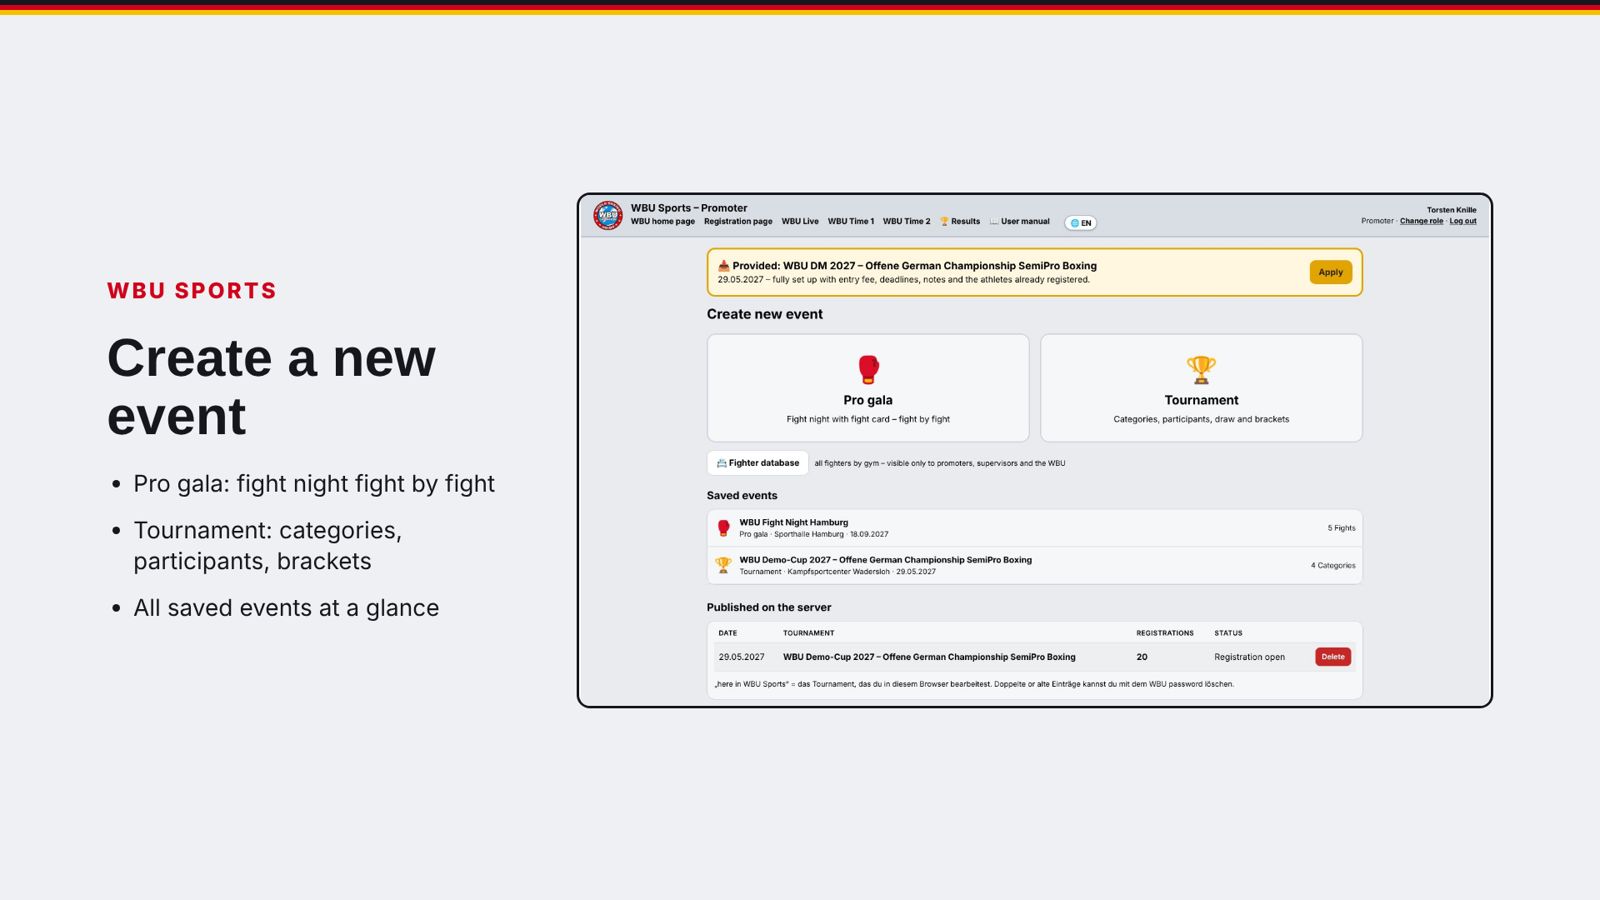 WBU SPORTS
Create a new
event
• Pro gala: fight night fight by fight
• Tournament: categories,
participants, brackets
• All saved events at a glance
WBU Sports – Promoter
WBU home page Registration page WBU Live WBU Time 1 WBU Time 2 🏆 Results 📖 User manual 🌐 EN
Torsten Knille
Promoter · Change role · Log out
📥 Provided: WBU DM 2027 – Offene German Championship SemiPro Boxing
29.05.2027 – fully set up with entry fee, deadlines, notes and the athletes already registered.
Apply
Create new event
Pro gala
Fight night with fight card – fight by fight
Tournament
Categories, participants, draw and brackets
📇 Fighter database all fighters by gym – visible only to promoters, supervisors and the WBU
Saved events
WBU Fight Night Hamburg
Pro gala · Sporthalle Hamburg · 18.09.2027
5 Fights
WBU Demo-Cup 2027 – Offene German Championship SemiPro Boxing
Tournament · Kampfsportcenter Wadersloh · 29.05.2027
4 Categories
Published on the server
DATE TOURNAMENT REGISTRATIONS STATUS
29.05.2027 WBU Demo-Cup 2027 – Offene German Championship SemiPro Boxing 20 Registration open Delete
„here in WBU Sports“ = das Tournament, das du in diesem Browser bearbeitest. Doppelte or alte Einträge kannst du mit dem WBU password löschen.